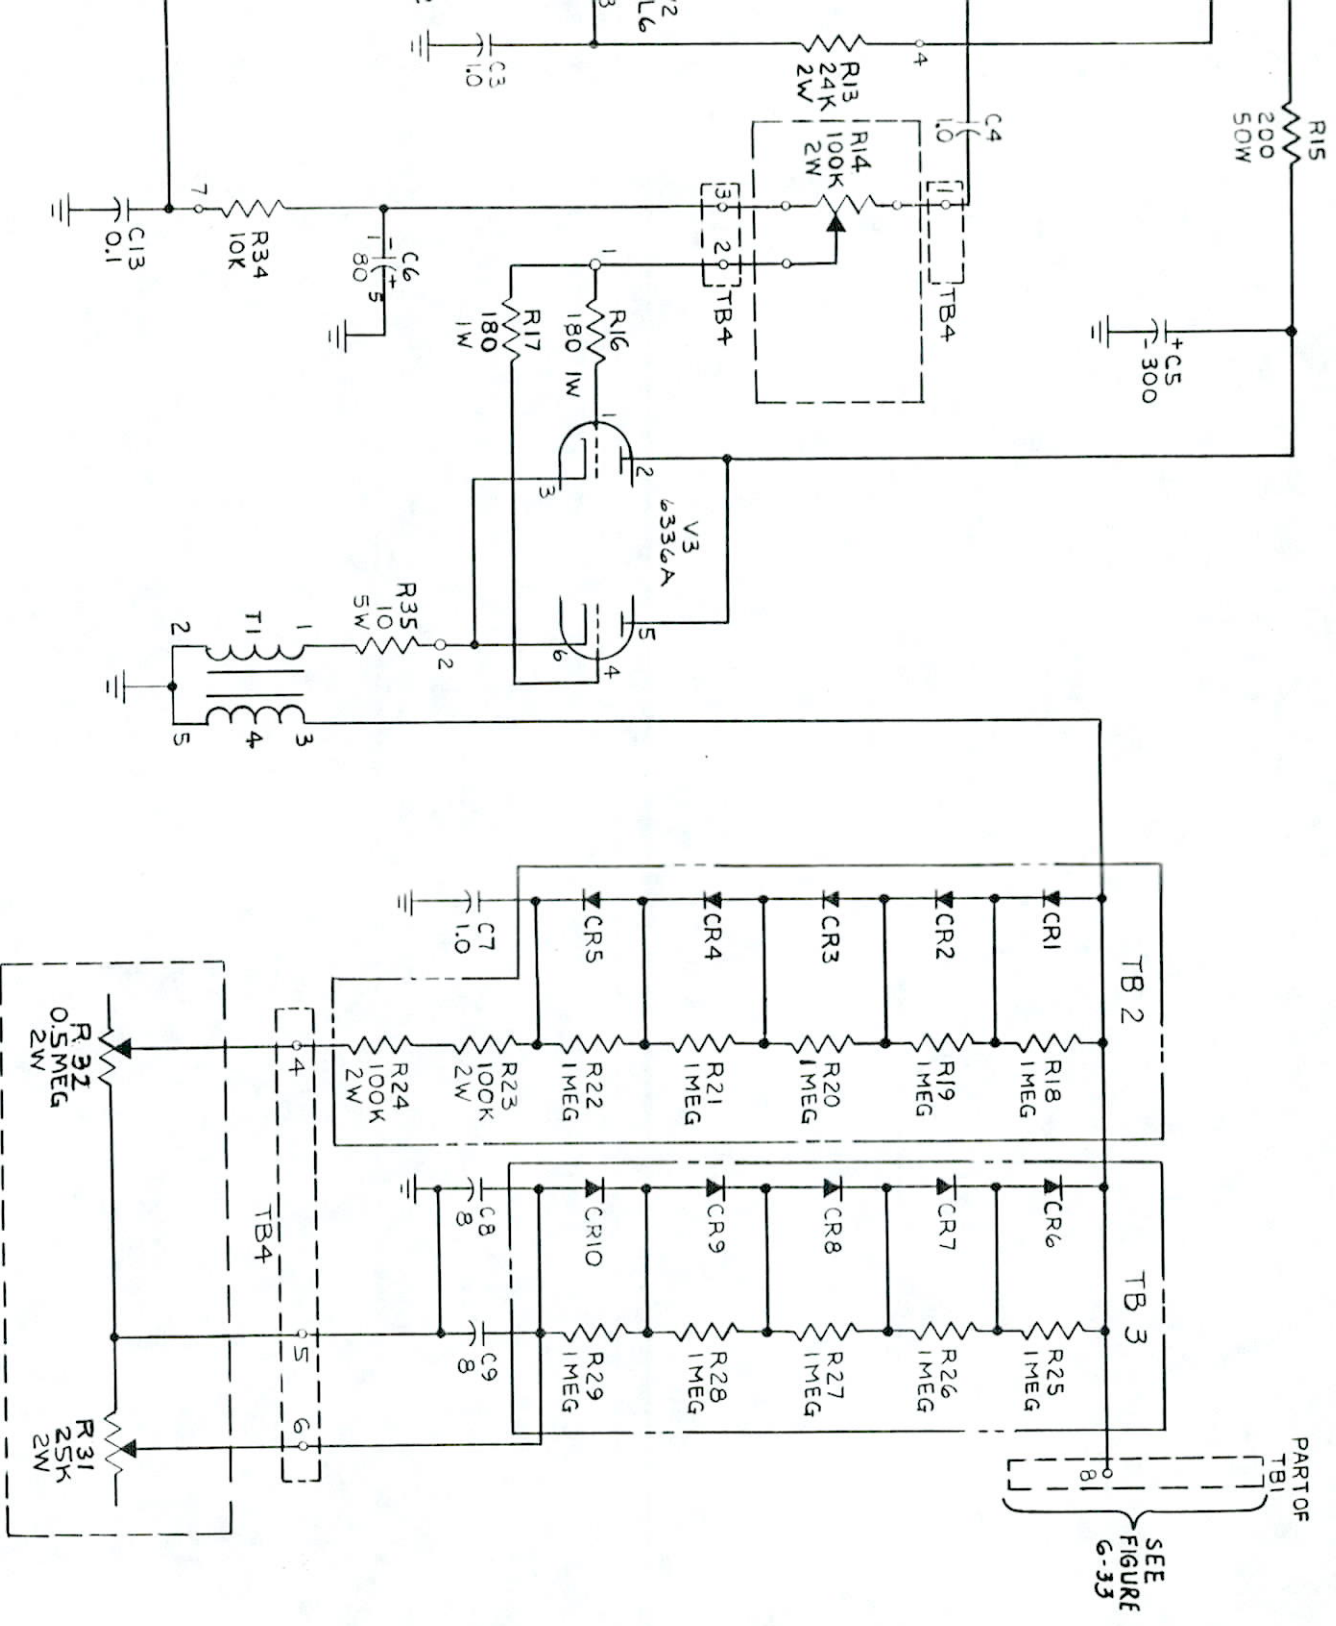 R15
200
50W
C4
1.0
4
R13
24K
2W
L6
C3
1.0
R14
100K
2W
1
TB4
3
2
TB4
+C5
- 300
7
R34
10K
C13
0.1
C6
- +
1 80 5
1
R16
180 1W
R17
180
1W
1
2
3
V3
6336A
5
6
4
2
R35
10
5W
T1
1
2
3
4
5
TB 2
CR1
CR2
CR3
CR4
CR5
C7
1.0
R18
1MEG
R19
1MEG
R20
1MEG
R21
1MEG
R22
1MEG
R23
100K
2W
R24
100K
2W
4
R 32
0.5MEG
2W
TB 3
CR6
CR7
CR8
CR9
CR10
C8
8
R25
1MEG
R26
1MEG
R27
1MEG
R28
1MEG
R29
1MEG
C9
8
TB4
5
6
R31
25K
2W
PART OF
TB1
8
SEE
FIGURE
6-33